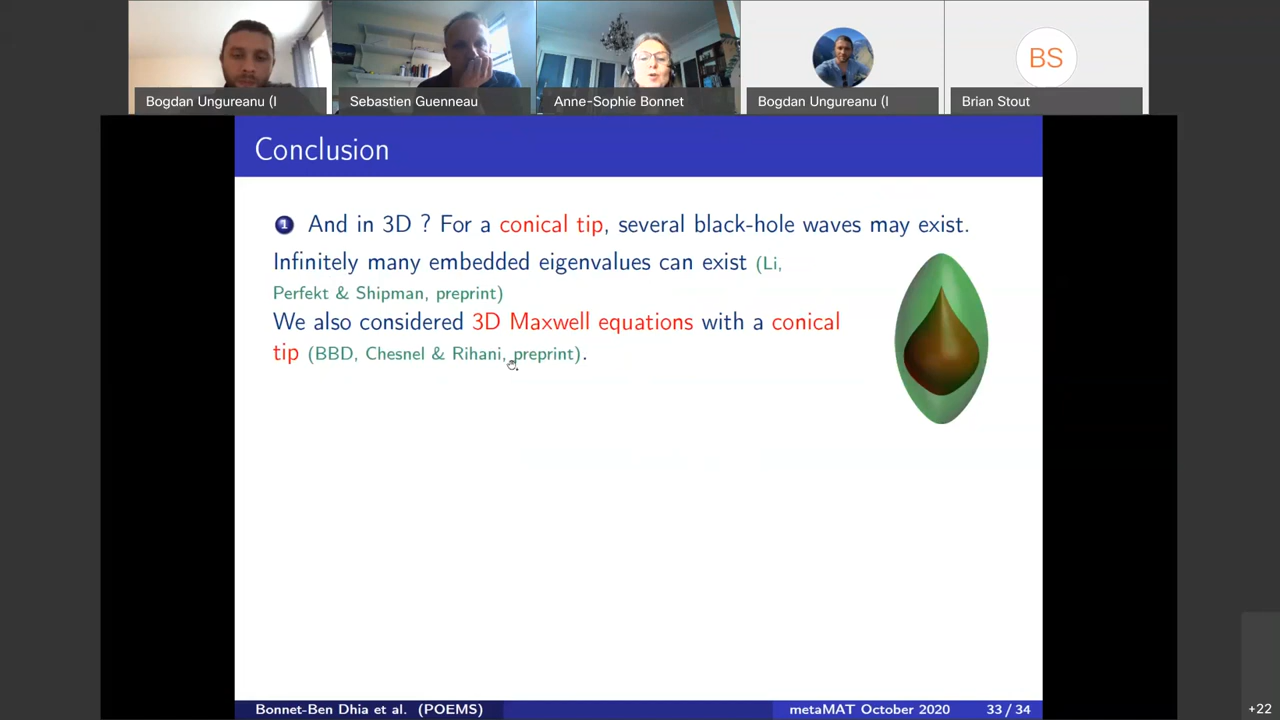 Bogdan Ungureanu (I
Sebastien Guenneau
Anne-Sophie Bonnet
Bogdan Ungureanu (I
BS
Brian Stout
Conclusion
1 And in 3D ? For a conical tip, several black-hole waves may exist.
Infinitely many embedded eigenvalues can exist (Li,
Perfekt & Shipman, preprint)
We also considered 3D Maxwell equations with a conical
tip (BBD, Chesnel & Rihani, preprint).
Bonnet-Ben Dhia et al. (POEMS)
metaMAT October 2020
33 / 34
+22